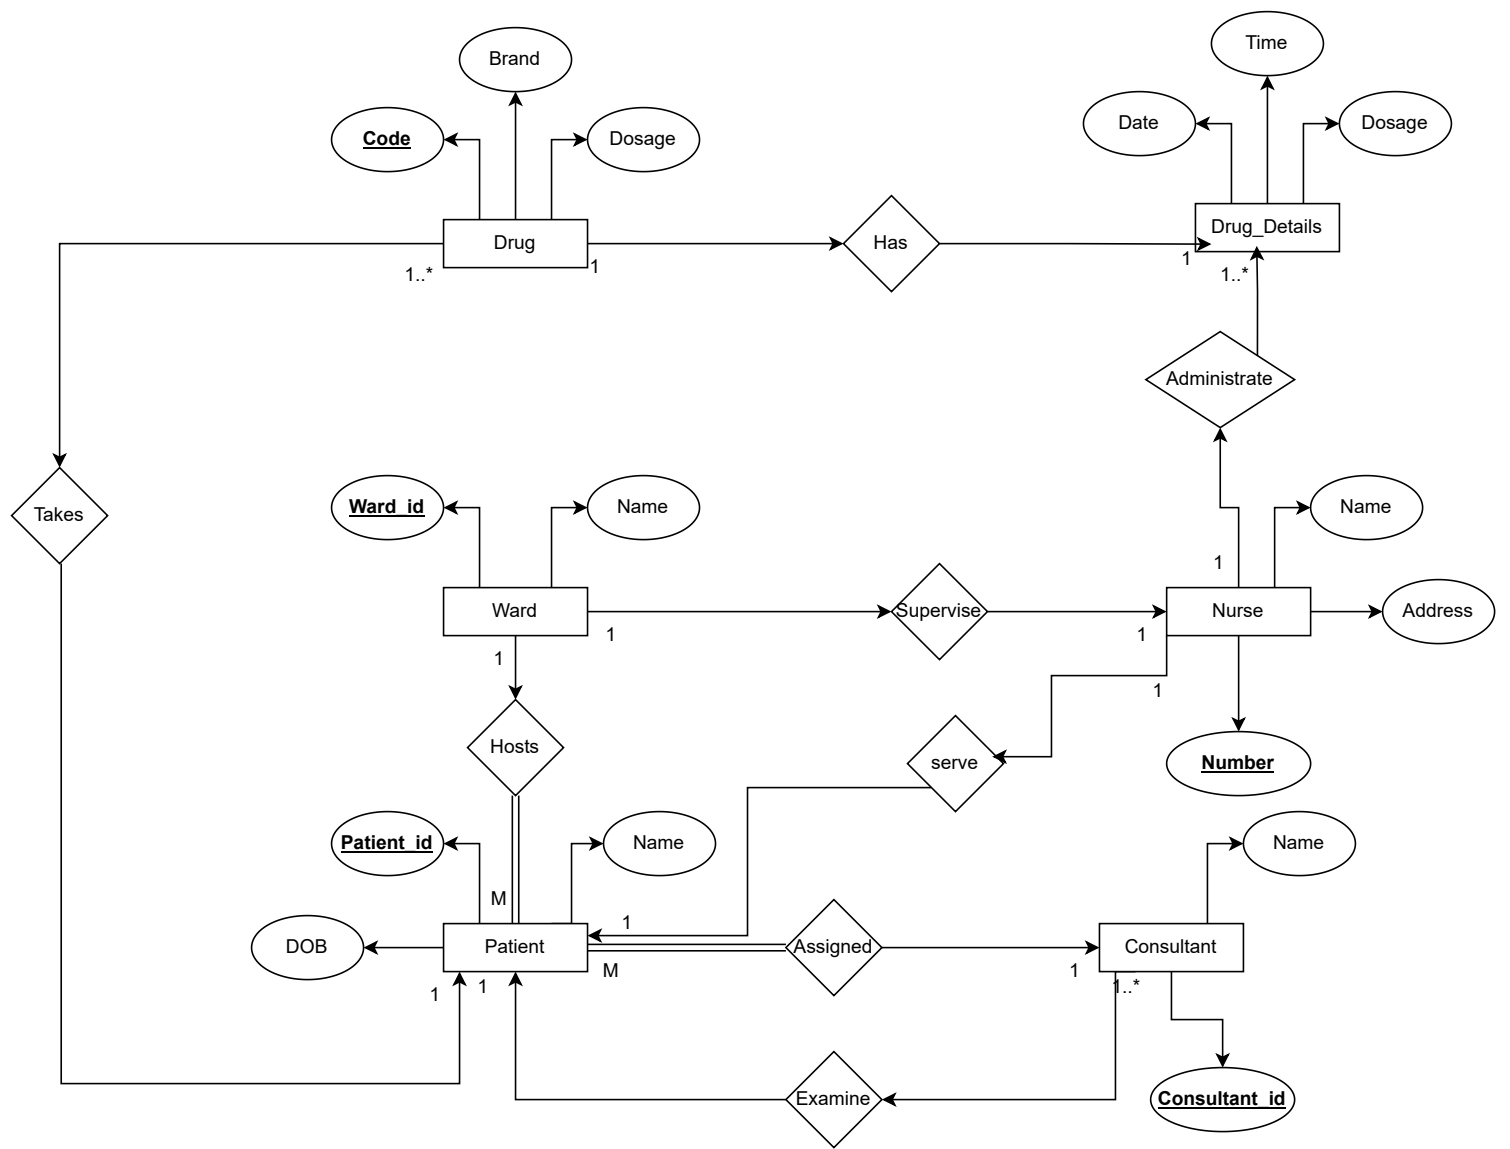 Time
Brand
Date
Dosage
Code
Dosage
Drug_Details
Drug
Has
1..*
1
1
1..*
Administrate
Ward_id
Name
Name
Takes
1
Ward
Supervise
Nurse
Address
1
1
1
1
Hosts
serve
Number
Patient_id
Name
Name
M
1
DOB
Patient
Assigned
Consultant
M
1
1
1
1..*
Examine
Consultant_id